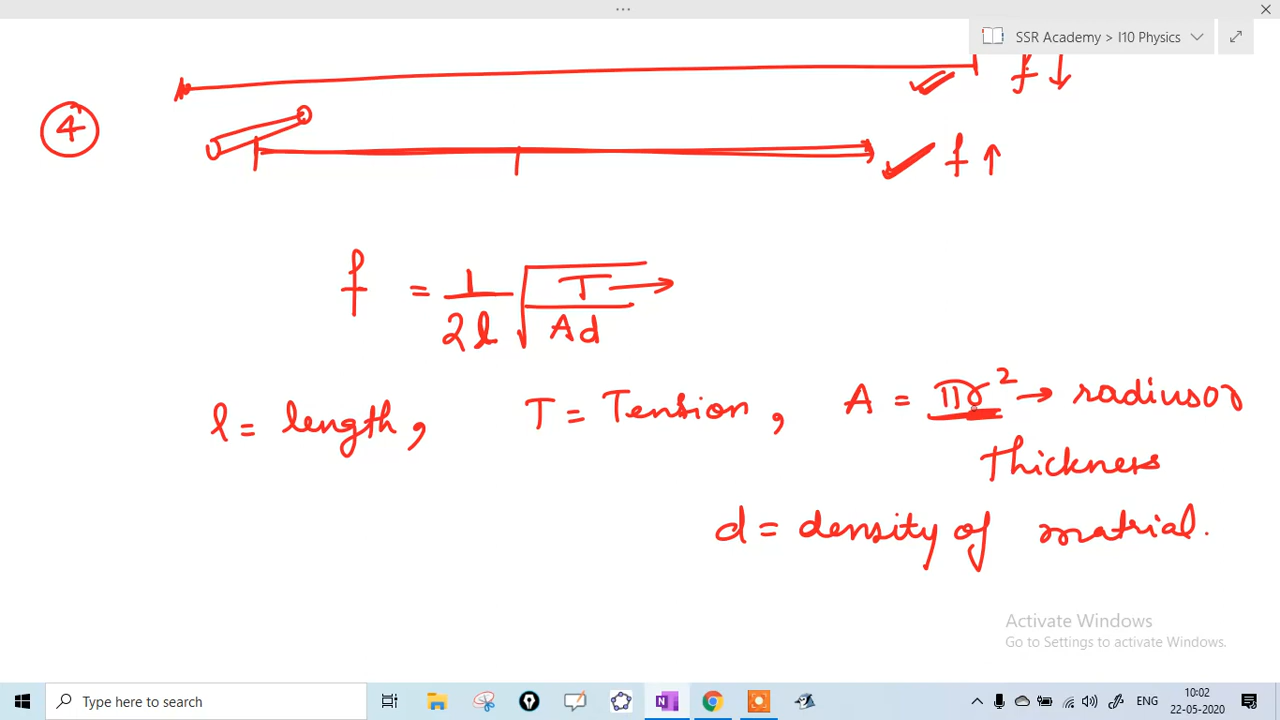 SSR Academy > I10 Physics
f ↓
4
f ↑
f = 1/2l √T/Ad →
l = length, T = Tension, A = πr² → radius or
Thickness
d = density of matrial.
Activate Windows
Go to Settings to activate Windows.
Type here to search
ENG
10:02
22-05-2020